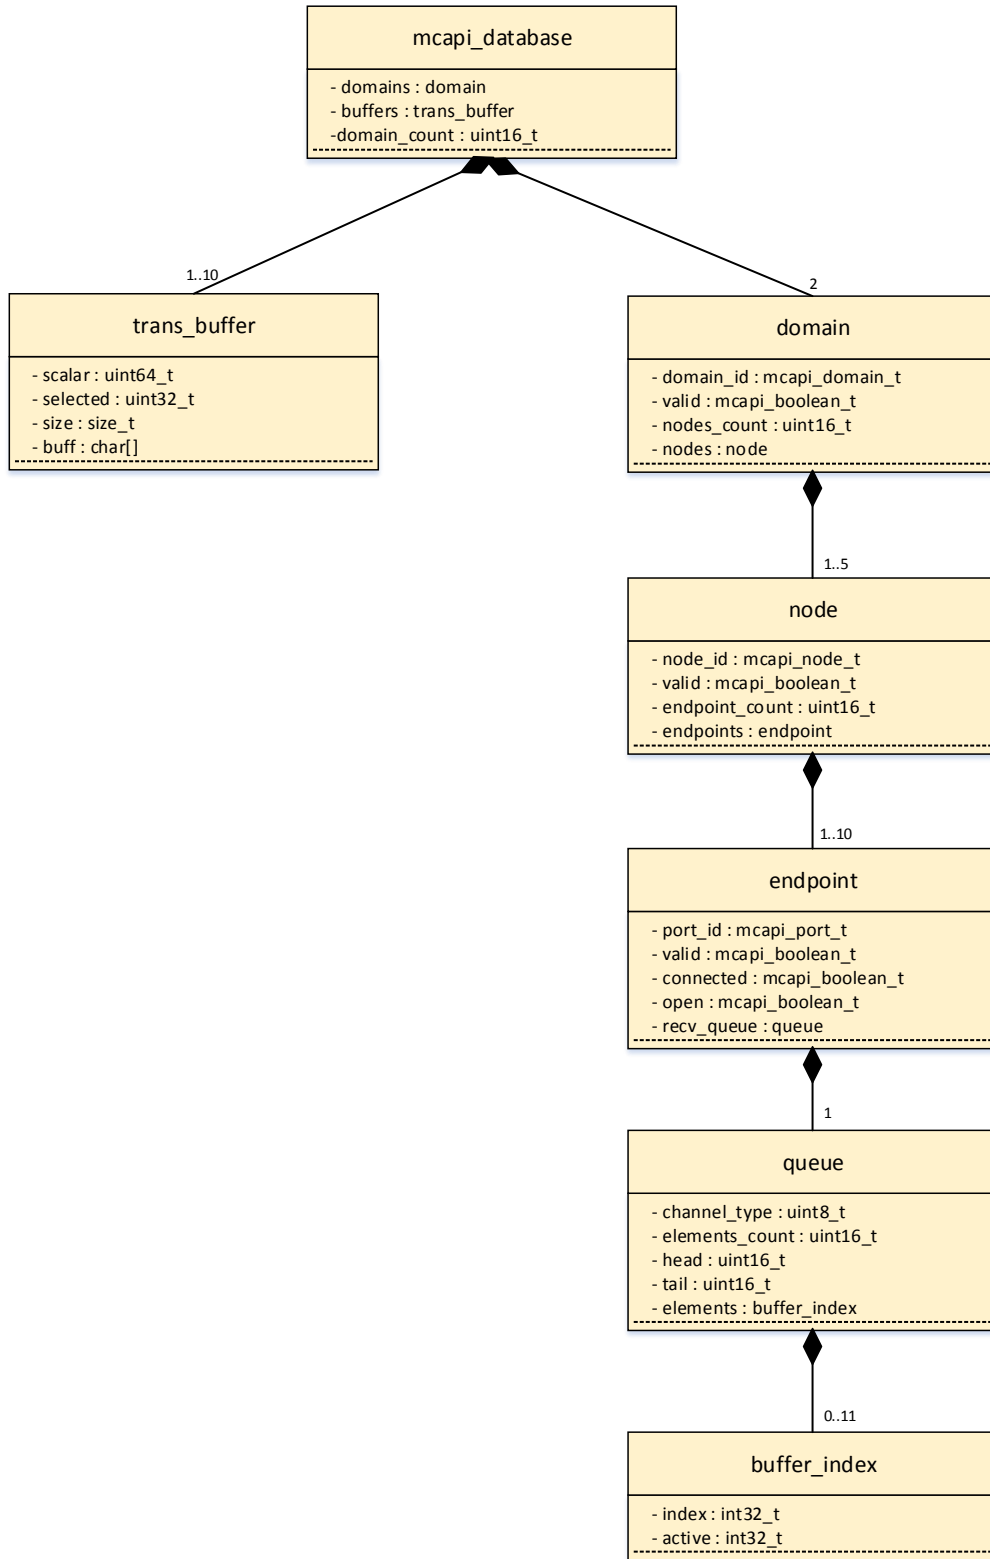 mcapi_database
- domains : domain
- buffers : trans_buffer
-domain_count : uint16_t
1..10
2
trans_buffer
- scalar : uint64_t
- selected : uint32_t
- size : size_t
- buff : char[]
domain
- domain_id : mcapi_domain_t
- valid : mcapi_boolean_t
- nodes_count : uint16_t
- nodes : node
1..5
node
- node_id : mcapi_node_t
- valid : mcapi_boolean_t
- endpoint_count : uint16_t
- endpoints : endpoint
1..10
endpoint
- port_id : mcapi_port_t
- valid : mcapi_boolean_t
- connected : mcapi_boolean_t
- open : mcapi_boolean_t
- recv_queue : queue
1
queue
- channel_type : uint8_t
- elements_count : uint16_t
- head : uint16_t
- tail : uint16_t
- elements : buffer_index
0..11
buffer_index
- index : int32_t
- active : int32_t